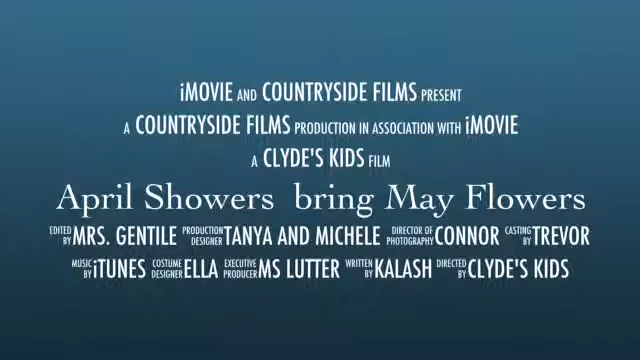 iMOVIE AND COUNTRYSIDE FILMS PRESENT
A COUNTRYSIDE FILMS PRODUCTION IN ASSOCIATION WITH iMOVIE
A CLYDE'S KIDS FILM
April Showers bring May Flowers
EDITED BY MRS. GENTILE PRODUCTION DESIGNER TANYA AND MICHELE DIRECTOR OF PHOTOGRAPHY CONNOR CASTING BY TREVOR
MUSIC BY iTUNES COSTUME DESIGNER ELLA EXECUTIVE PRODUCER MS LUTTER WRITTEN BY KALASH DIRECTED BY CLYDE'S KIDS